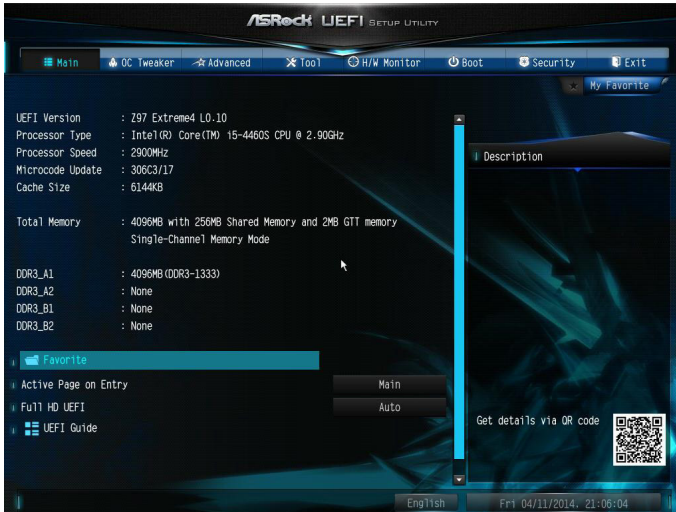 ASRock UEFI SETUP UTILITY
Main OC Tweaker Advanced Tool H/W Monitor Boot Security Exit
My Favorite
UEFI Version : Z97 Extreme4 L0.10
Processor Type : Intel(R) Core(TM) i5-4460S CPU @ 2.90GHz
Processor Speed : 2900MHz
Microcode Update : 306C3/17
Cache Size : 6144KB
Total Memory : 4096MB with 256MB Shared Memory and 2MB GTT memory
Single-Channel Memory Mode
DDR3_A1 : 4096MB(DDR3-1333)
DDR3_A2 : None
DDR3_B1 : None
DDR3_B2 : None
Favorite
Active Page on Entry Main
Full HD UEFI Auto
UEFI Guide
Description
Get details via QR code
English Fri 04/11/2014. 21:06:04